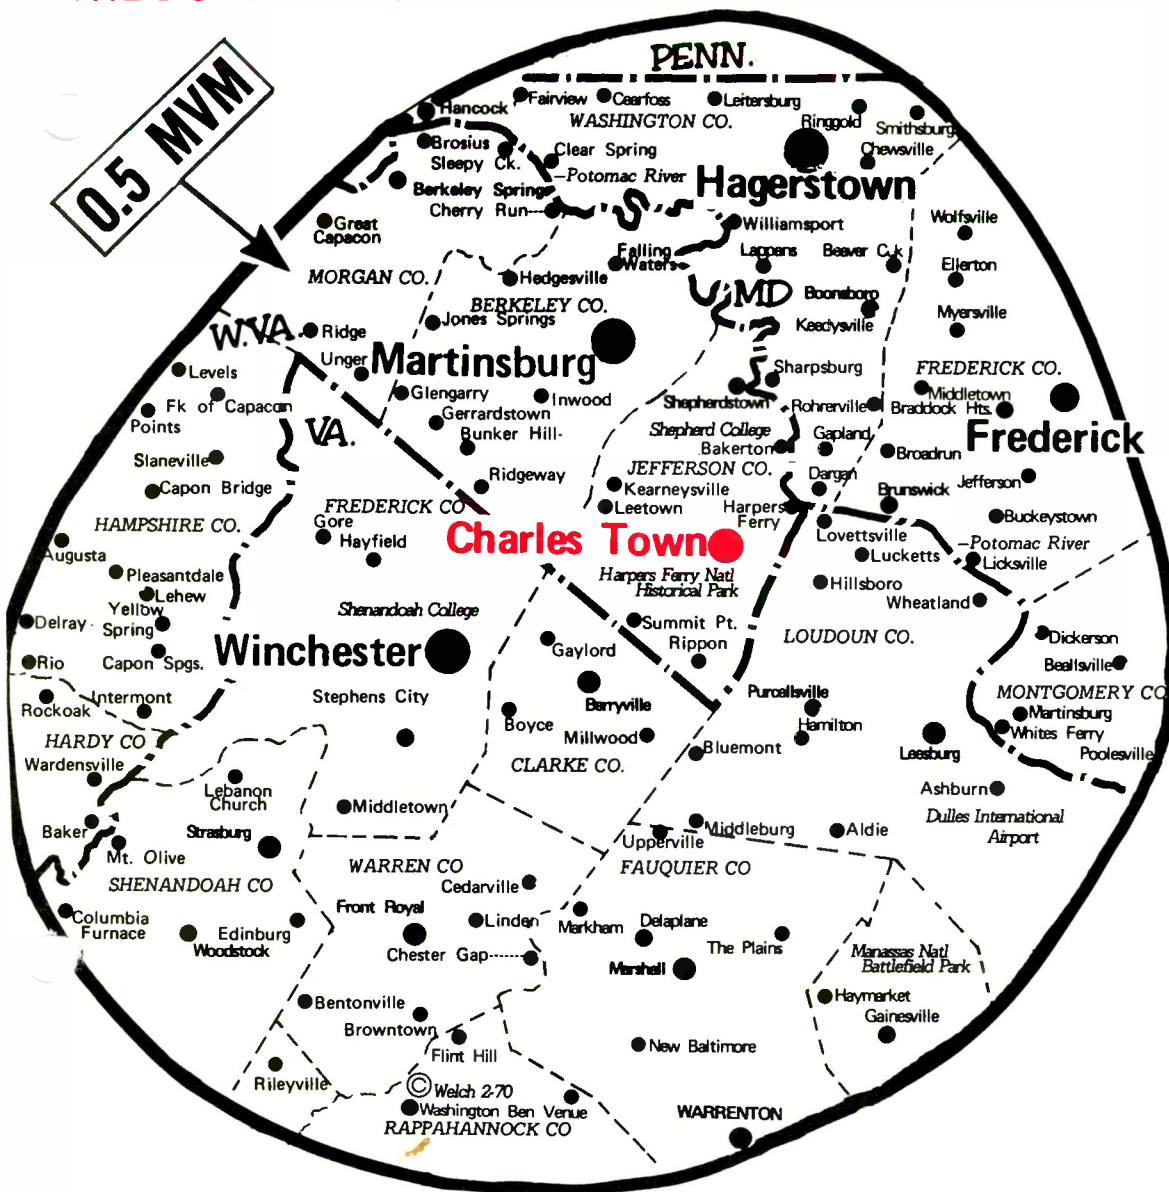 PENN.
0.5 MVM
Hancock
Fairview
Cearfoss
Leitersburg
WASHINGTON CO.
Ringgold
Smithsburg
Chewsville
Brosius
Sleepy Ck.
Clear Spring
-Potomac River
Hagerstown
Berkeley Springs
Cherry Run
Williamsport
Wolfsville
Great
Capacon
Falling
Waters
Lappans
Beaver Crk
Ellerton
MORGAN CO.
Hedgesville
BERKELEY CO.
U
S
MD
Boonsboro
Keedysville
Myersville
W.VA.
Ridge
Jones Springs
Unger
Martinsburg
Sharpsburg
FREDERICK CO.
Levels
Fk of Capacon
Points
Glengarry
Gerrardstown
Bunker Hill-
Inwood
Shepherdstown
Shepherd College
Bakerton
Rohrerville
Middletown
Braddock Hts.
Frederick
VA.
Gapland
Broadrun
Slaneville
Capon Bridge
Ridgeway
JEFFERSON CO.
Kearneysville
Leetown
Dargan
Brunswick
Jefferson
HAMPSHIRE CO.
FREDERICK CO
Gore
Hayfield
Harpers
Ferry
Buckeystown
Charles Town
Lovettsville
Lucketts
-Potomac River
Licksville
Augusta
Pleasantdale
Lehew
Yellow
Spring
Harpers Ferry Natl
Historical Park
Hillsboro
Wheatland
Delray
Shenandoah College
Summit Pt.
Rippon
LOUDOUN CO.
Dickerson
Beallsville
Rio
Capon Spgs.
Winchester
Gaylord
Rockoak
Intermont
Stephens City
Boyce
Berryville
Millwood
Purcellsville
Hamilton
MONTGOMERY CO
Martinsburg
Whites Ferry
Poolesville
HARDY CO
Wardensville
CLARKE CO.
Bluemont
Leesburg
Lebanon
Church
Middletown
Ashburn
Dulles International
Airport
Baker
Mt. Olive
Strasburg
Upperville
Middleburg
Aldie
SHENANDOAH CO
WARREN CO
Cedarville
FAUQUIER CO
Columbia
Furnace
Woodstock
Edinburg
Front Royal
Linden
Chester Gap
Markham
Delaplane
Marshall
The Plains
Manassas Natl
Battlefield Park
Bentonville
Browntown
Haymarket
Gainesville
Flint Hill
New Baltimore
Rileyville
© Welch 2-70
Washington
Ben Venue
RAPPAHANNOCK CO
WARRENTON